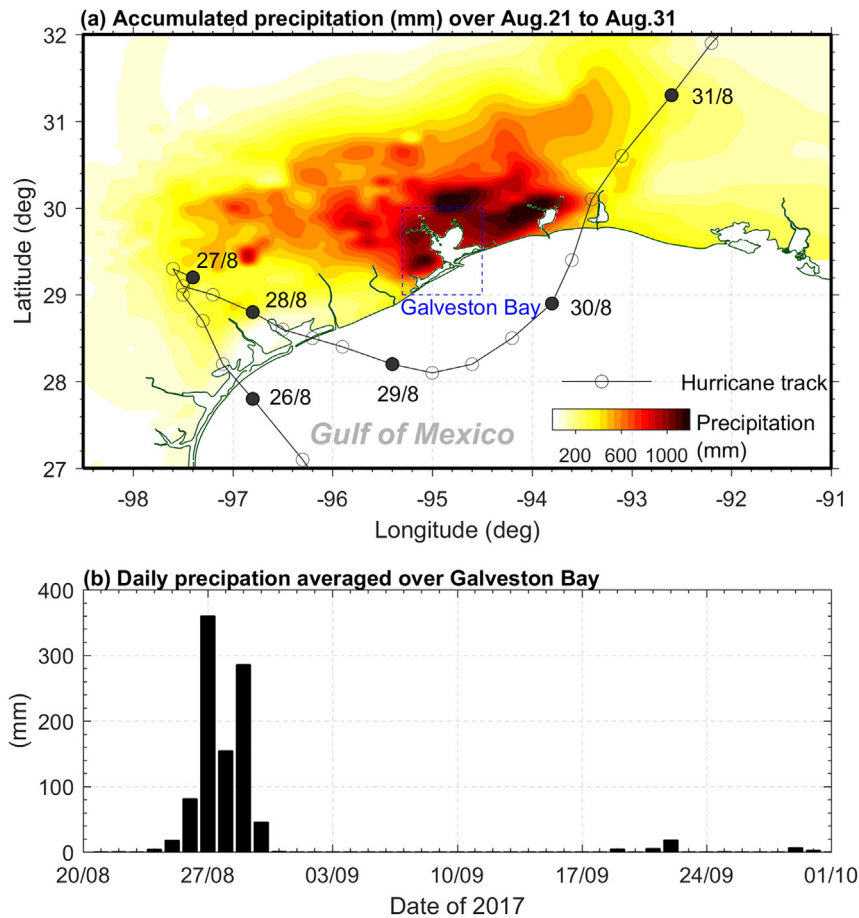 (a) Accumulated precipitation (mm) over Aug.21 to Aug.31
32
31
30
29
28
27
Latitude (deg)
31/8
27/8
28/8
30/8
Galveston Bay
29/8
26/8
Hurricane track
Gulf of Mexico
Precipitation
(mm)
200 600 1000
-98 -97 -96 -95 -94 -93 -92 -91
Longitude (deg)
(b) Daily precipation averaged over Galveston Bay
400
300
200
100
0
(mm)
20/08 27/08 03/09 10/09 17/09 24/09 01/10
Date of 2017